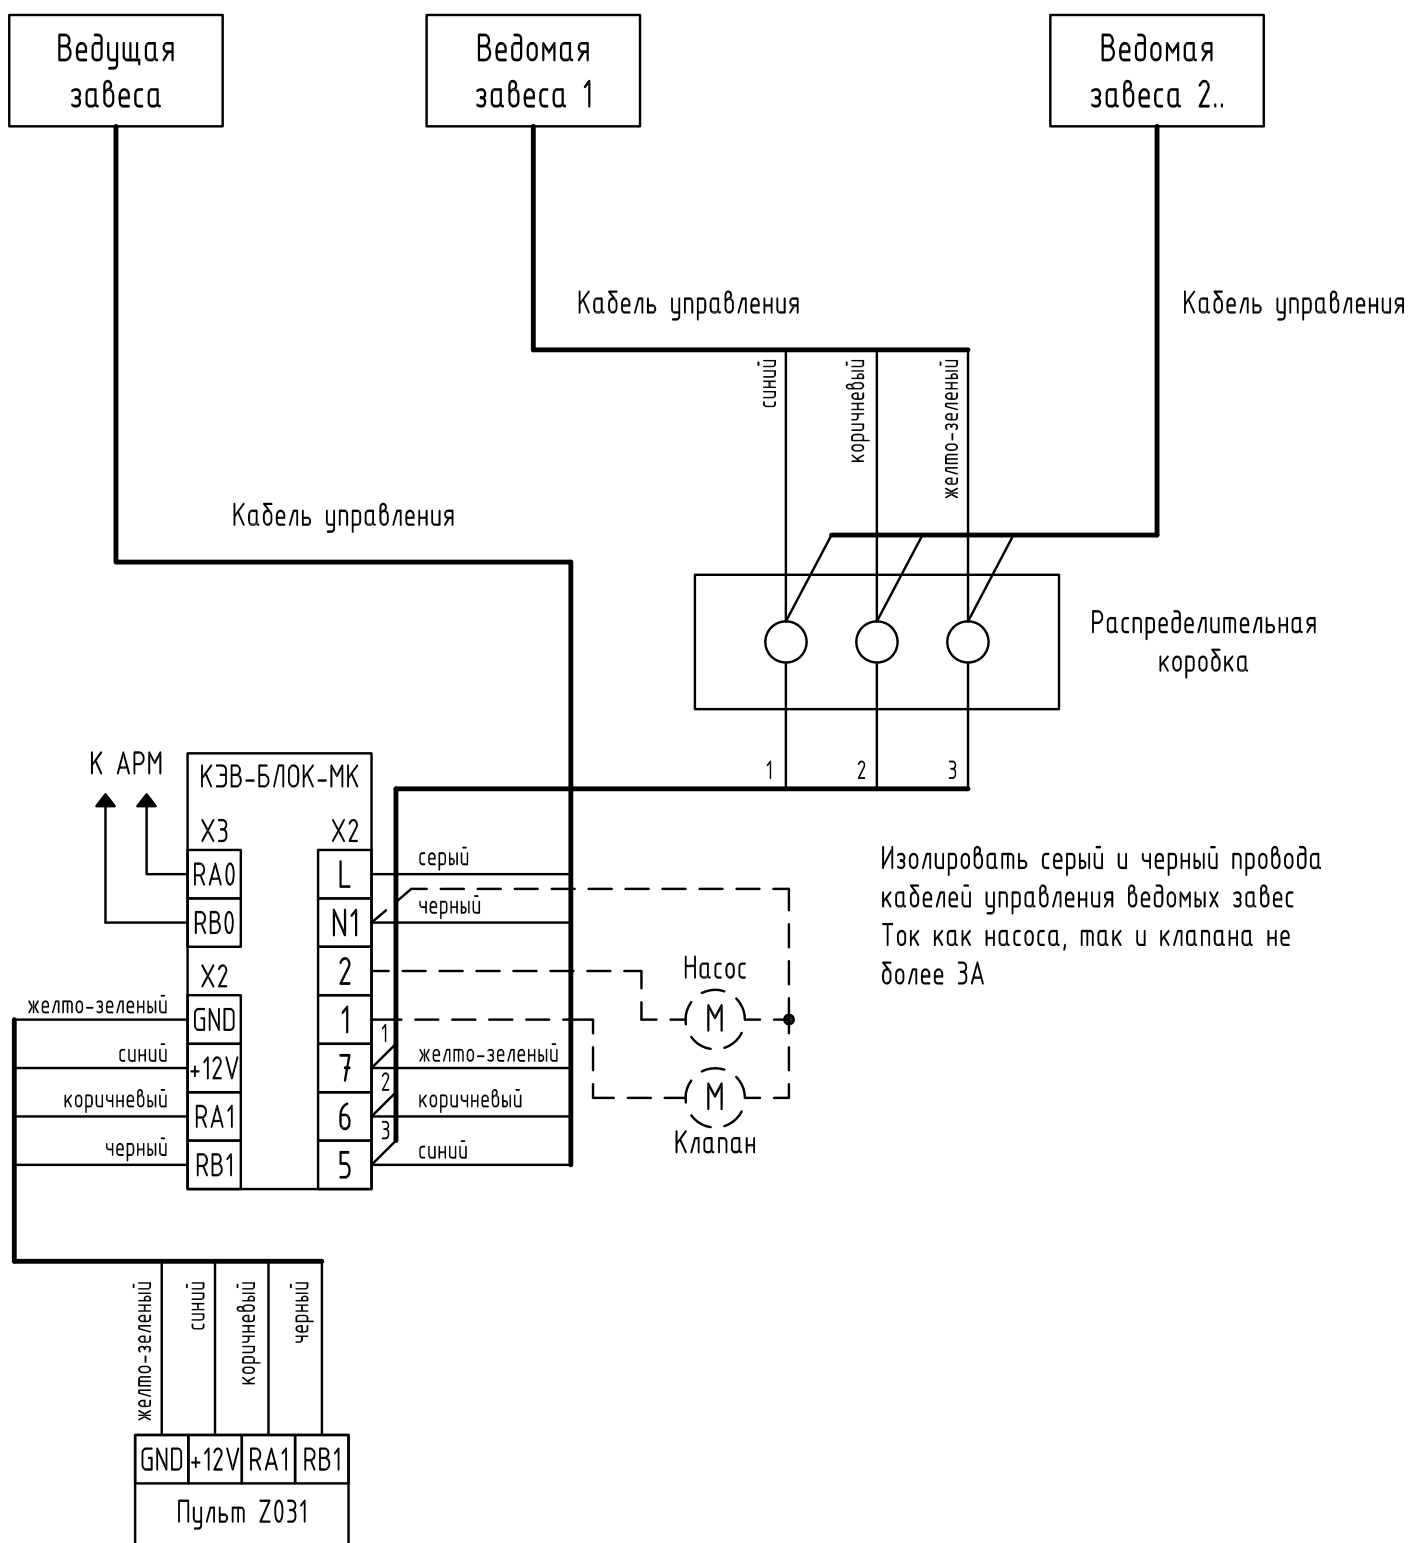 Ведущая
завеса
Ведомая
завеса 1
Ведомая
завеса 2..
Кабель управления
Кабель управления
синий
коричневый
желто-зеленый
Кабель управления
Распределительная
коробка
1
2
3
К АРМ
КЭВ-БЛОК-МК
X3
X2
RA0
L
серый
RB0
N1
черный
X2
2
Насос
M
желто-зеленый
GND
1
1
синий
+12V
7
желто-зеленый
2
M
Клапан
коричневый
RA1
6
коричневый
3
черный
RB1
5
синий
Изолировать серый и черный провода
кабелей управления ведомых завес
Ток как насоса, так и клапана не
более 3А
желто-зеленый
синий
коричневый
черный
GND
+12V
RA1
RB1
Пульт Z031